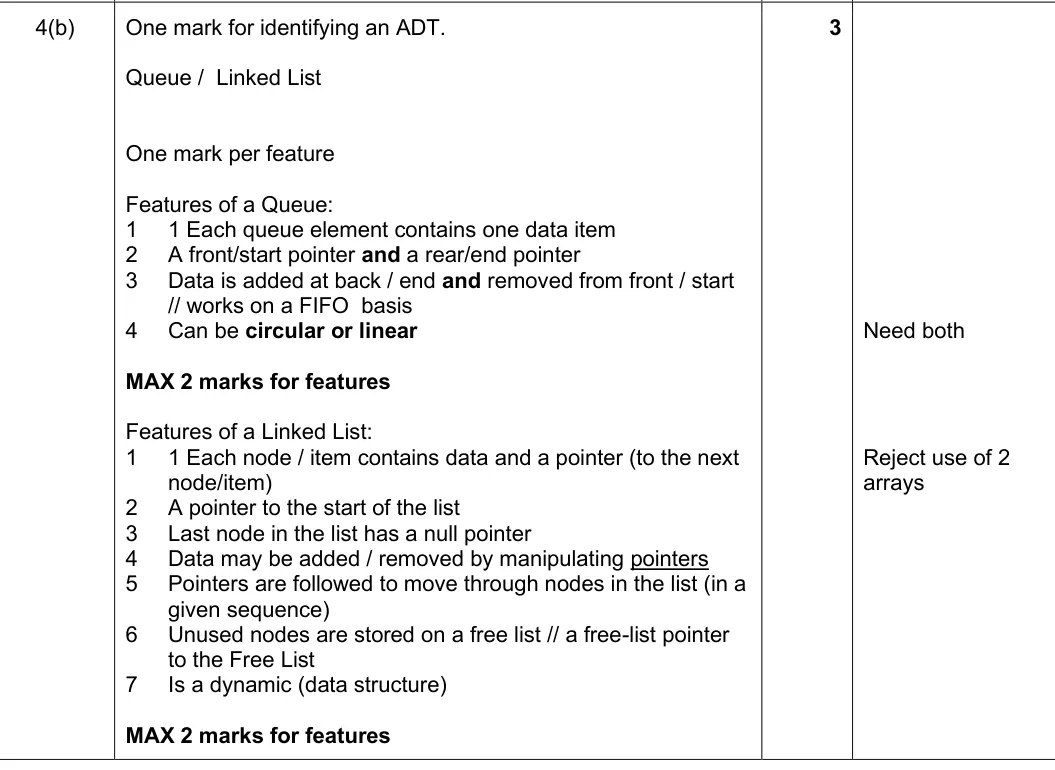 4(b) One mark for identifying an ADT. 3
Queue / Linked List
One mark per feature
Features of a Queue:
1 1 Each queue element contains one data item
2 A front/start pointer and a rear/end pointer
3 Data is added at back / end and removed from front / start
// works on a FIFO basis
4 Can be circular or linear Need both
MAX 2 marks for features
Features of a Linked List:
1 1 Each node / item contains data and a pointer (to the next Reject use of 2
node/item) arrays
2 A pointer to the start of the list
3 Last node in the list has a null pointer
4 Data may be added / removed by manipulating pointers
5 Pointers are followed to move through nodes in the list (in a
given sequence)
6 Unused nodes are stored on a free list // a free-list pointer
to the Free List
7 Is a dynamic (data structure)
MAX 2 marks for features